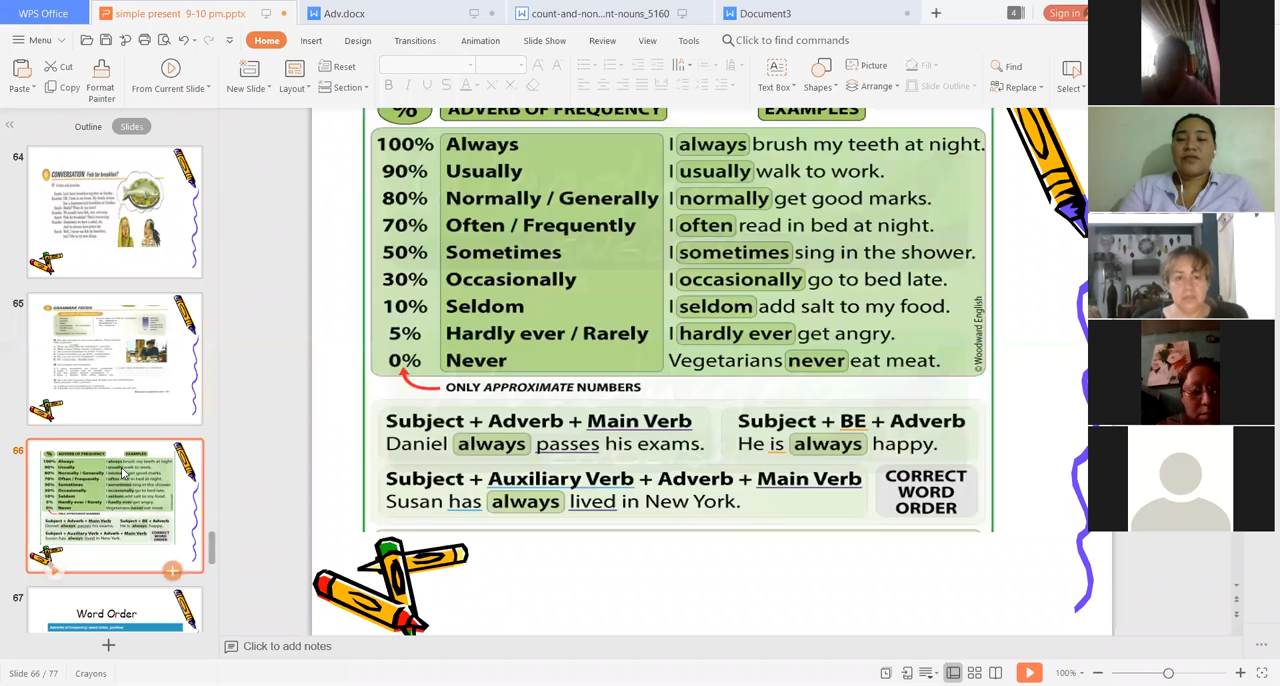 WPS Office
simple present 9-10 pm.pptx
Adv.docx
count-and-non...nt-nouns_5160
Document3
4
Sign in
Menu
Home
Insert
Design
Transitions
Animation
Slide Show
Review
View
Tools
Click to find commands
Paste
Cut
Copy
Format
Painter
From Current Slide
New Slide
Layout
Reset
Section
Text Box
Shapes
Picture
Arrange
Fill
Slide Outline
Find
Replace
Select
Outline
Slides
% ADVERB OF FREQUENCY EXAMPLES
100% Always I always brush my teeth at night.
90% Usually I usually walk to work.
80% Normally / Generally I normally get good marks.
70% Often / Frequently I often read in bed at night.
50% Sometimes I sometimes sing in the shower.
30% Occasionally I occasionally go to bed late.
10% Seldom I seldom add salt to my food.
5% Hardly ever / Rarely I hardly ever get angry.
0% Never Vegetarians never eat meat.
© Woodward English
ONLY APPROXIMATE NUMBERS
Subject + Adverb + Main Verb
Daniel always passes his exams.
Subject + BE + Adverb
He is always happy.
Subject + Auxiliary Verb + Adverb + Main Verb
Susan has always lived in New York.
CORRECT
WORD
ORDER
64
CONVERSATION Fish for breakfast?
65
GRAMMAR FOCUS
66
67
Word Order
Click to add notes
Slide 66 / 77
Crayons
100%